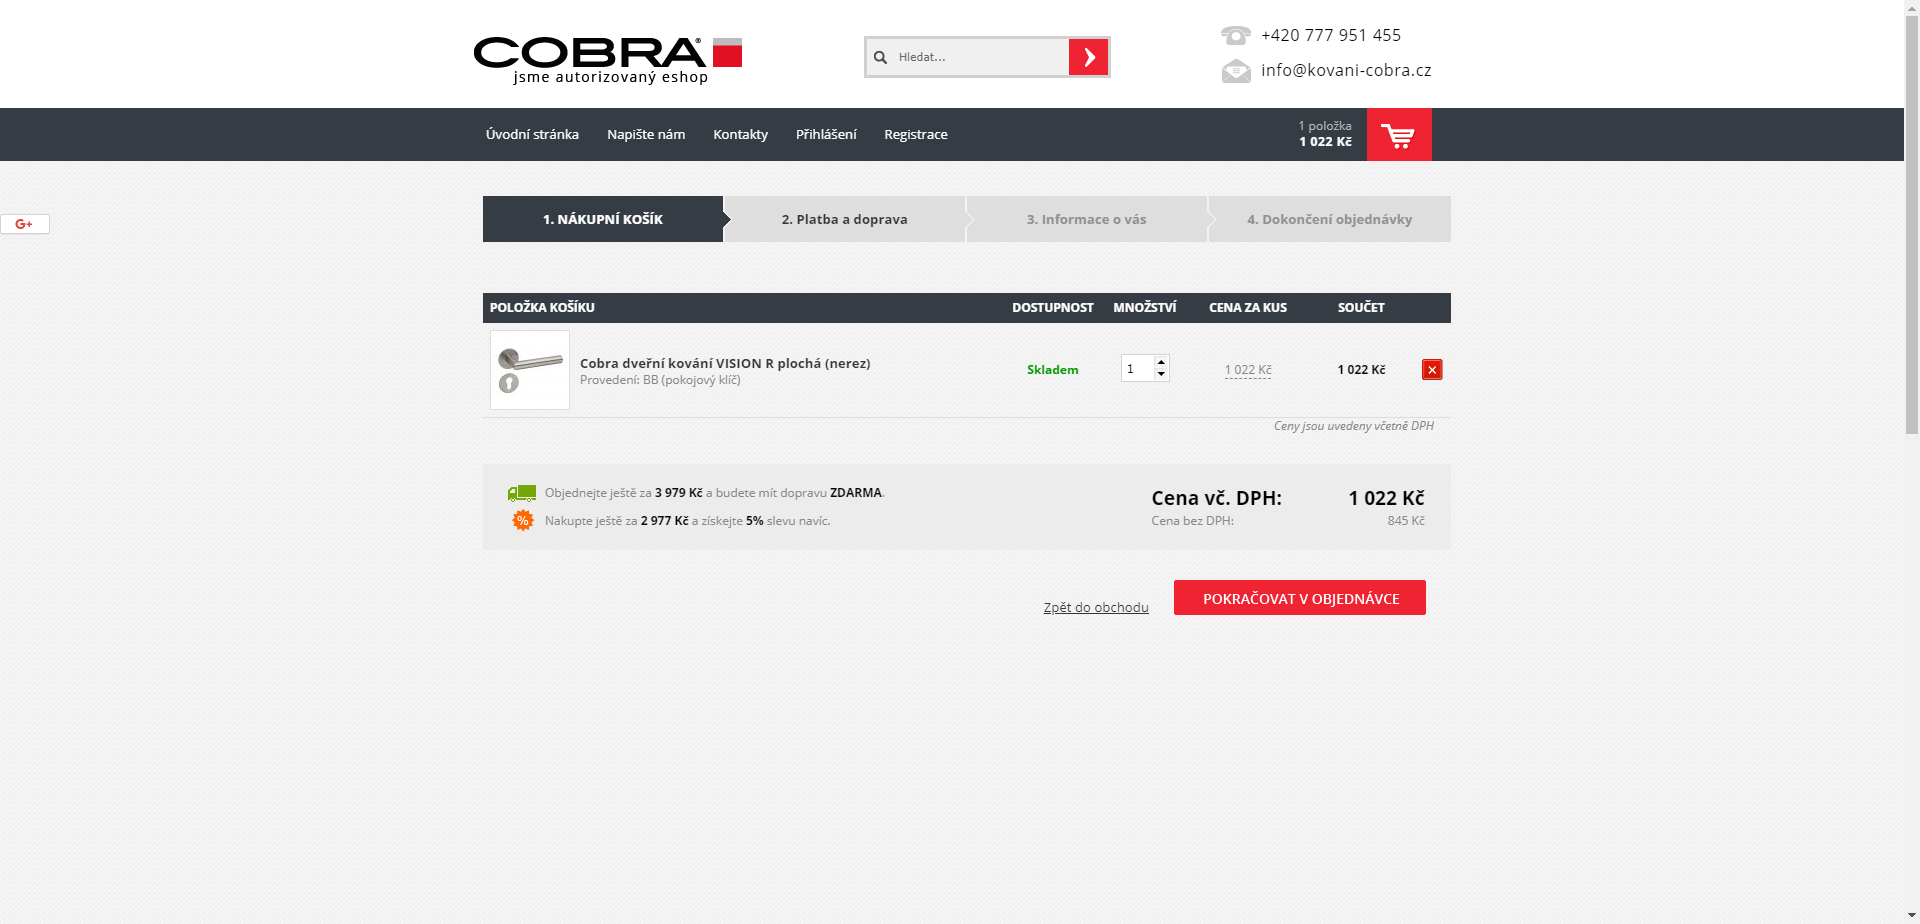 COBRA®
jsme autorizovaný eshop
Hledat...
+420 777 951 455
info@kovani-cobra.cz
Úvodní stránka
Napište nám
Kontakty
Přihlášení
Registrace
1 položka
1 022 Kč
G+
1. NÁKUPNÍ KOŠÍK
2. Platba a doprava
3. Informace o vás
4. Dokončení objednávky
POLOŽKA KOŠÍKU DOSTUPNOST MNOŽSTVÍ CENA ZA KUS SOUČET
Cobra dveřní kování VISION R plochá (nerez)
Provedení: BB (pokojový klíč)
Skladem 1 1 022 Kč 1 022 Kč
Ceny jsou uvedeny včetně DPH
Objednejte ještě za 3 979 Kč a budete mít dopravu ZDARMA.
% Nakupte ještě za 2 977 Kč a získejte 5% slevu navíc.
Cena vč. DPH: 1 022 Kč
Cena bez DPH: 845 Kč
Zpět do obchodu
POKRAČOVAT V OBJEDNÁVCE